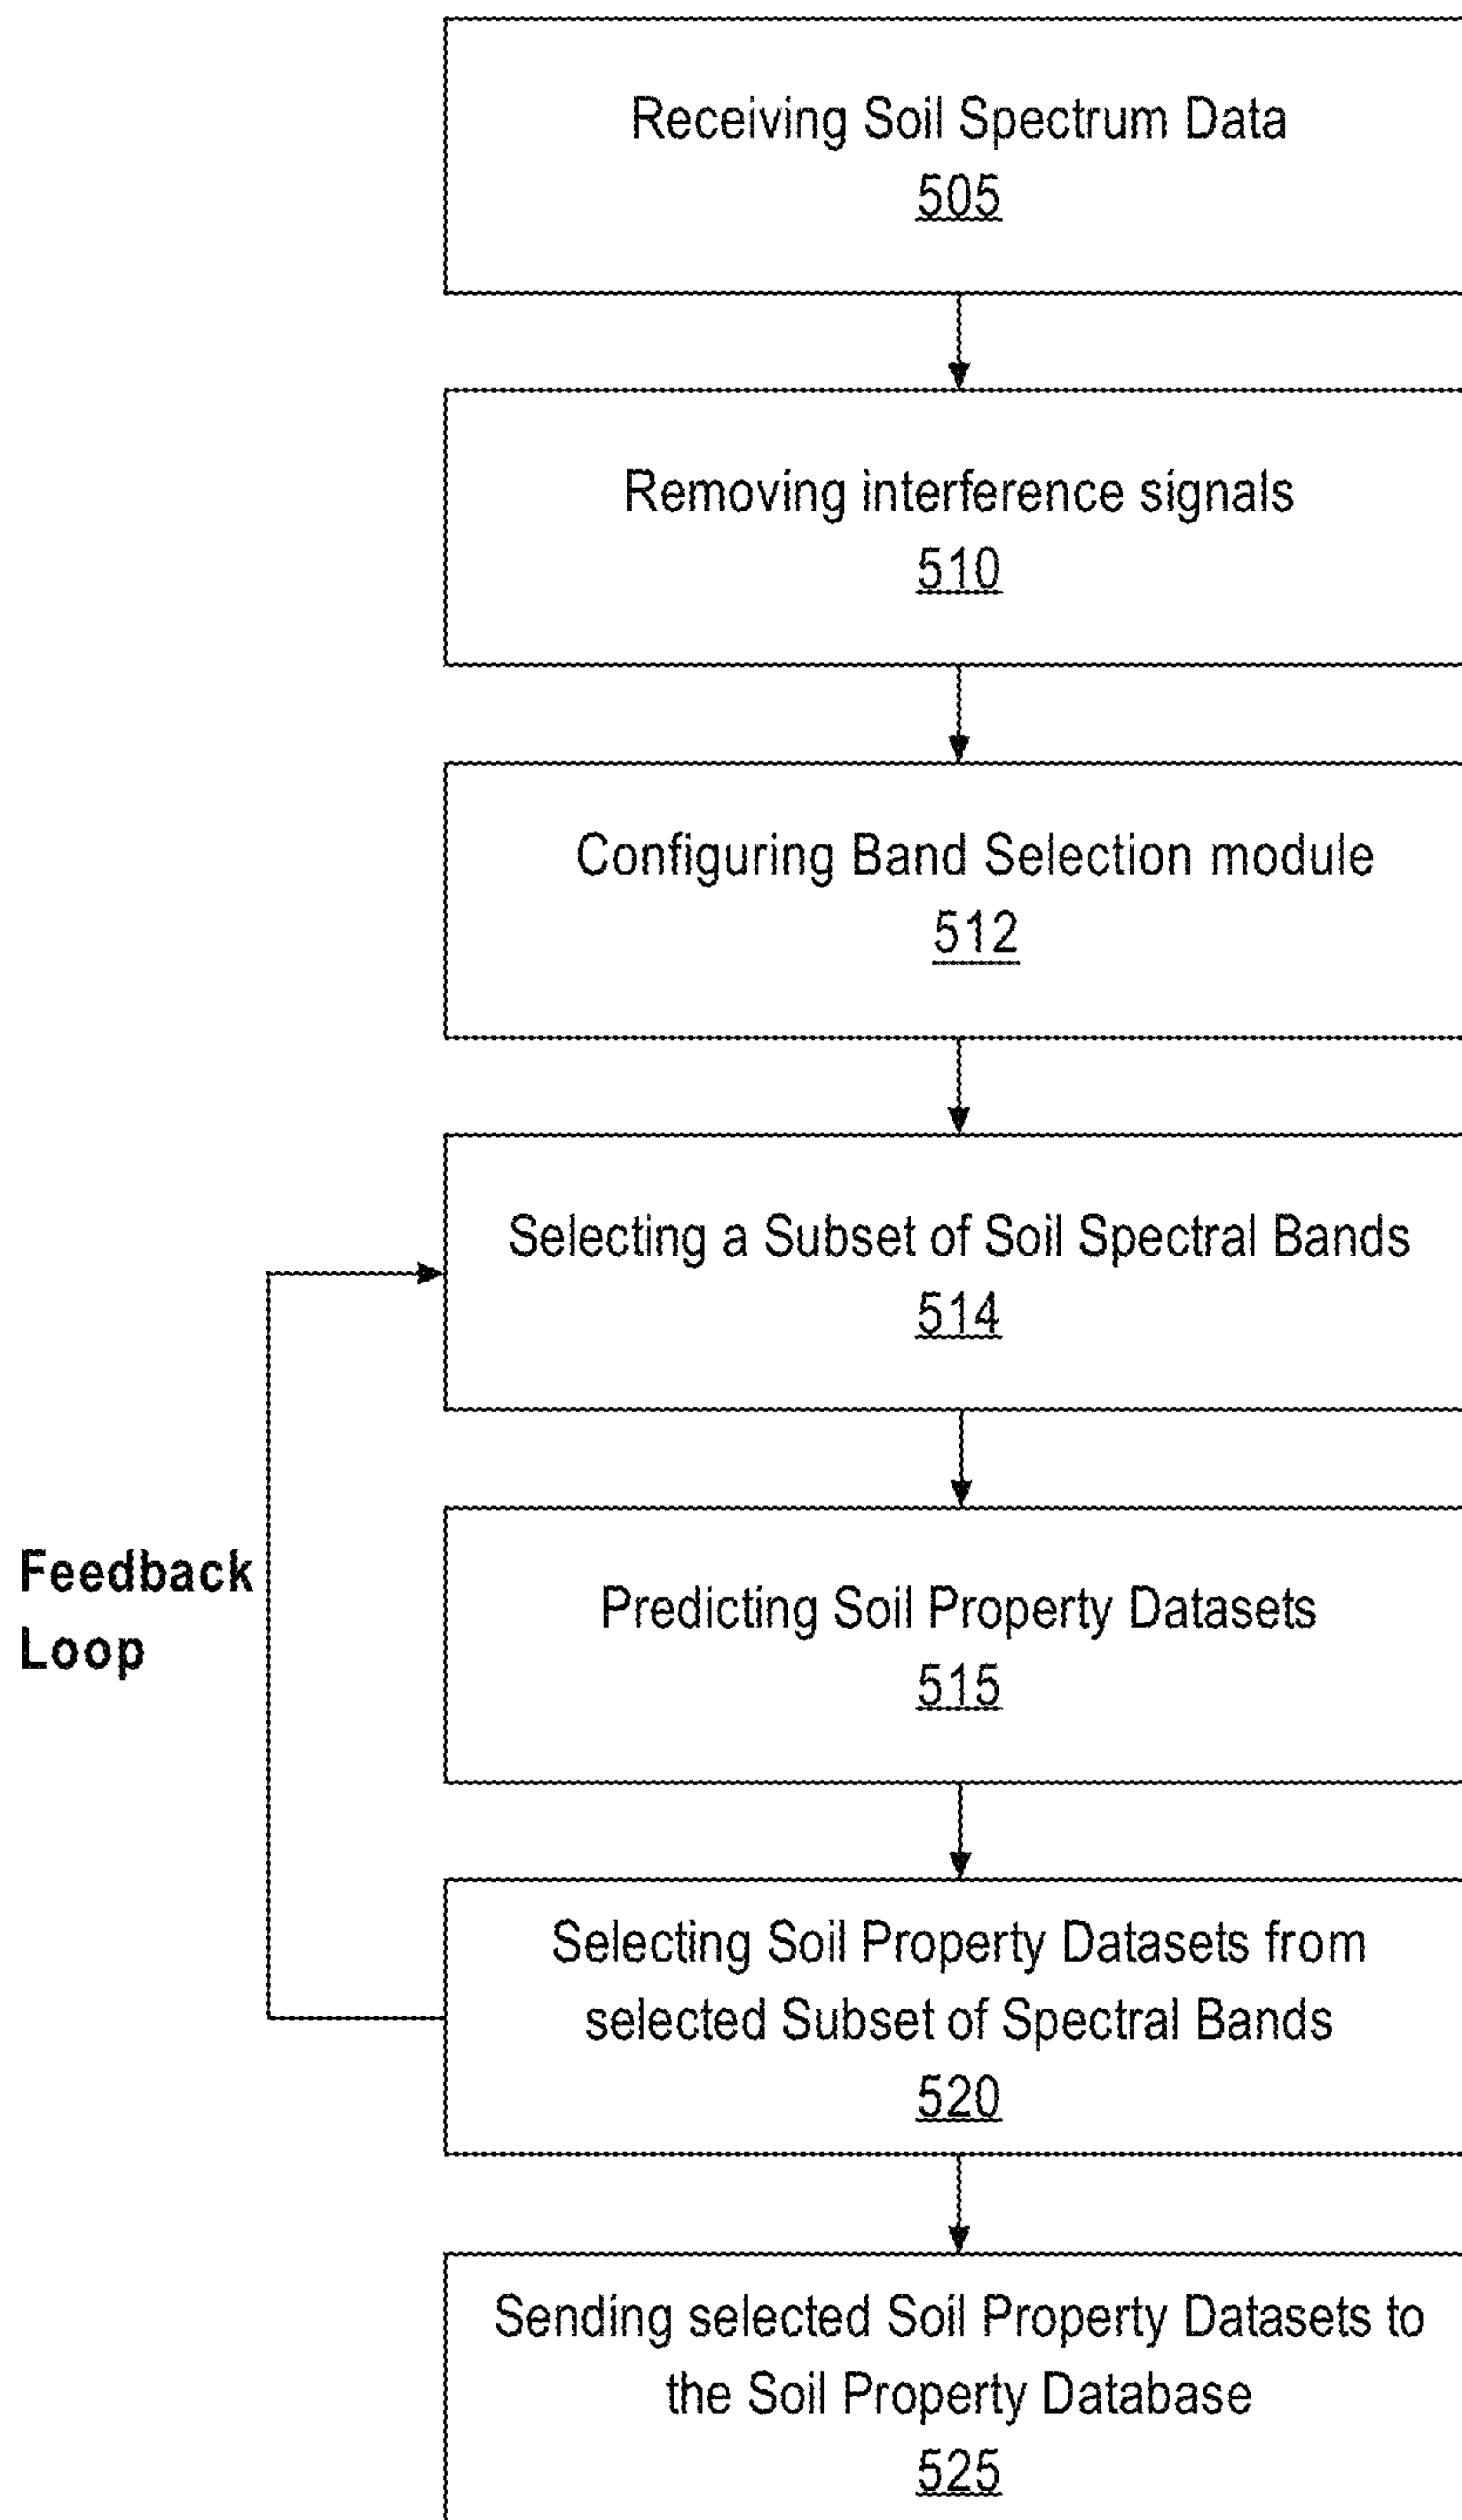 Receiving Soil Spectrum Data
505
Removing interference signals
510
Configuring Band Selection module
512
Selecting a Subset of Soil Spectral Bands
514
Feedback
Loop
Predicting Soil Property Datasets
515
Selecting Soil Property Datasets from
selected Subset of Spectral Bands
520
Sending selected Soil Property Datasets to
the Soil Property Database
525